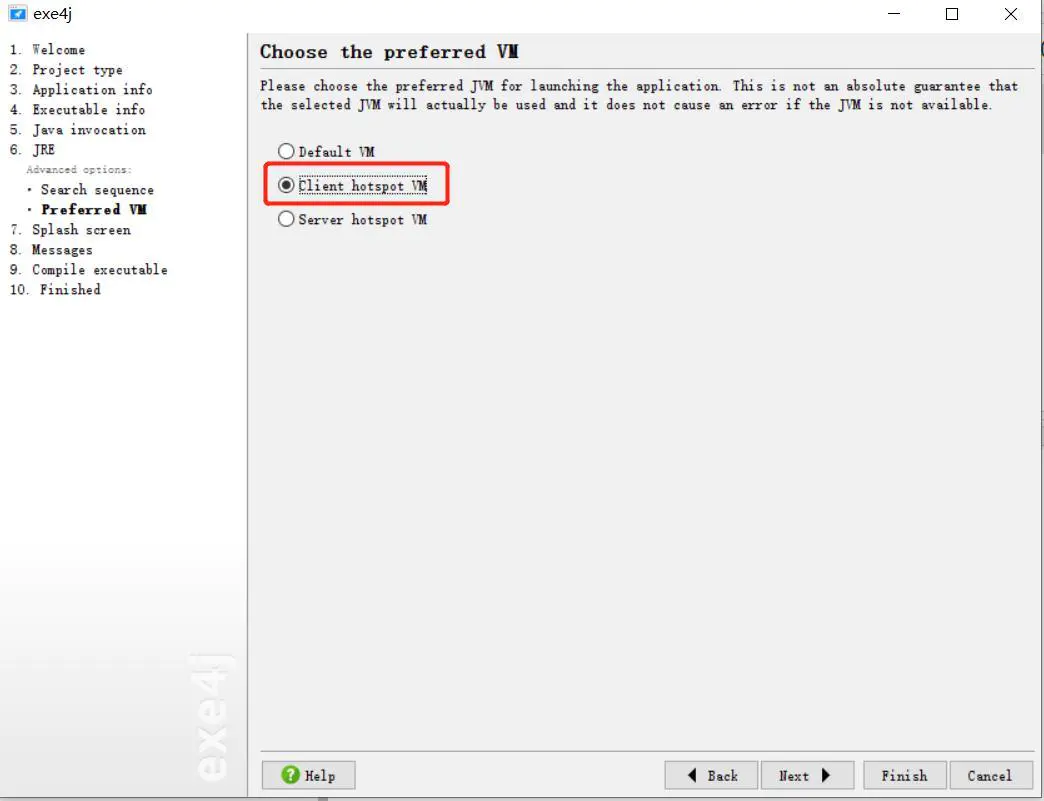 exe4j
1. Welcome
2. Project type
3. Application info
4. Executable info
5. Java invocation
6. JRE
Advanced options:
· Search sequence
· Preferred VM
7. Splash screen
8. Messages
9. Compile executable
10. Finished
exe4j
Choose the preferred VM
Please choose the preferred JVM for launching the application. This is not an absolute guarantee that
the selected JVM will actually be used and it does not cause an error if the JVM is not available.
Default VM
Client hotspot VM
Server hotspot VM
? Help
Back
Next
Finish
Cancel